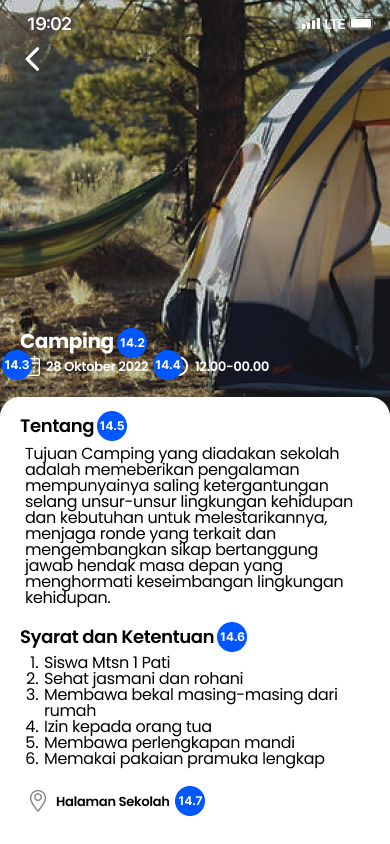 19:02 LTE
Camping 14.2
14.3 28 Oktober 2022 14.4 12.00-00.00
Tentang 14.5
Tujuan Camping yang diadakan sekolah
adalah memeberikan pengalaman
mempunyainya saling ketergantungan
selang unsur-unsur lingkungan kehidupan
dan kebutuhan untuk melestarikannya,
menjaga ronde yang terkait dan
mengembangkan sikap bertanggung
jawab hendak masa depan yang
menghormati keseimbangan lingkungan
kehidupan.
Syarat dan Ketentuan 14.6
1. Siswa Mtsn 1 Pati
2. Sehat jasmani dan rohani
3. Membawa bekal masing-masing dari
rumah
4. Izin kepada orang tua
5. Membawa perlengkapan mandi
6. Memakai pakaian pramuka lengkap
Halaman Sekolah 14.7